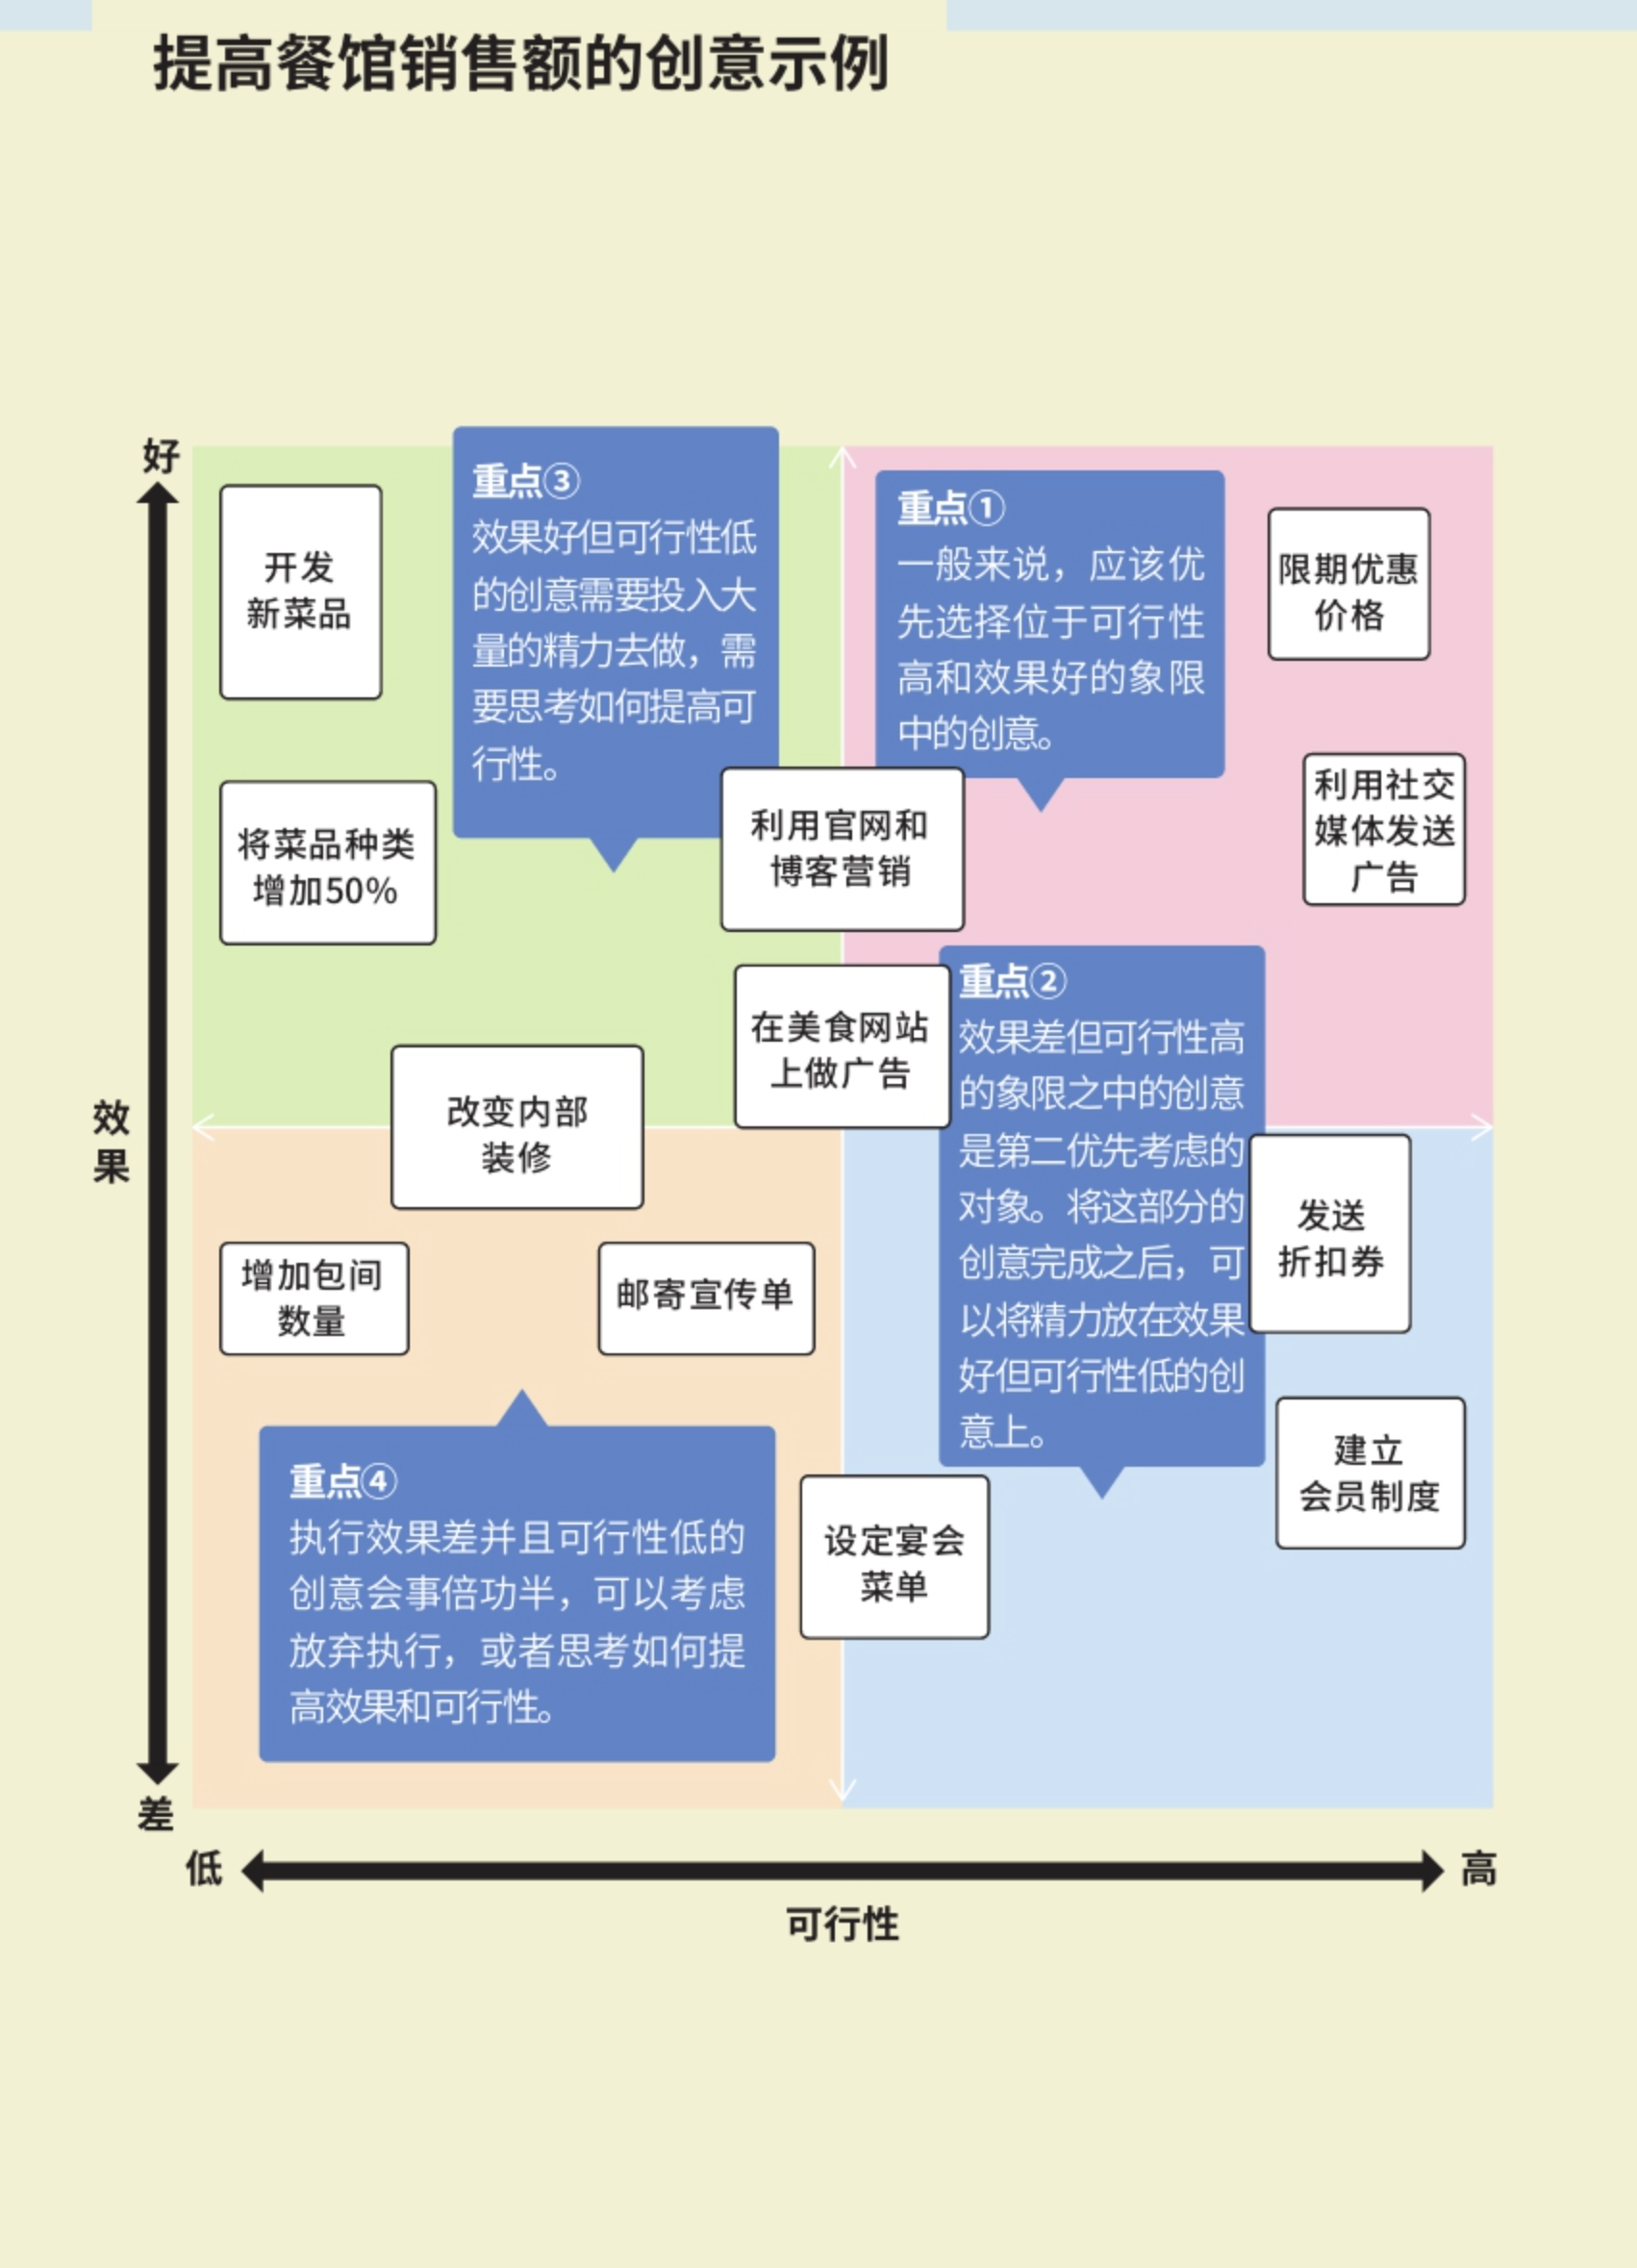 提高餐馆销售额的创意示例
好
开发
新菜品
重点③
效果好但可行性低
的创意需要投入大
量的精力去做，需
要思考如何提高可
行性。
重点①
一般来说，应该优
先选择位于可行性
高和效果好的象限
中的创意。
限期优惠
价格
将菜品种类
增加50%
利用官网和
博客营销
利用社交
媒体发送
广告
在美食网站
上做广告
重点②
效果差但可行性高
的象限之中的创意
是第二优先考虑的
对象。将这部分的
创意完成之后，可
以将精力放在效果
好但可行性低的创
意上。
效
果
改变内部
装修
发送
折扣券
增加包间
数量
邮寄宣传单
建立
会员制度
重点④
执行效果差并且可行性低的
创意会事倍功半，可以考虑
放弃执行，或者思考如何提
高效果和可行性。
设定宴会
菜单
差
低
高
可行性